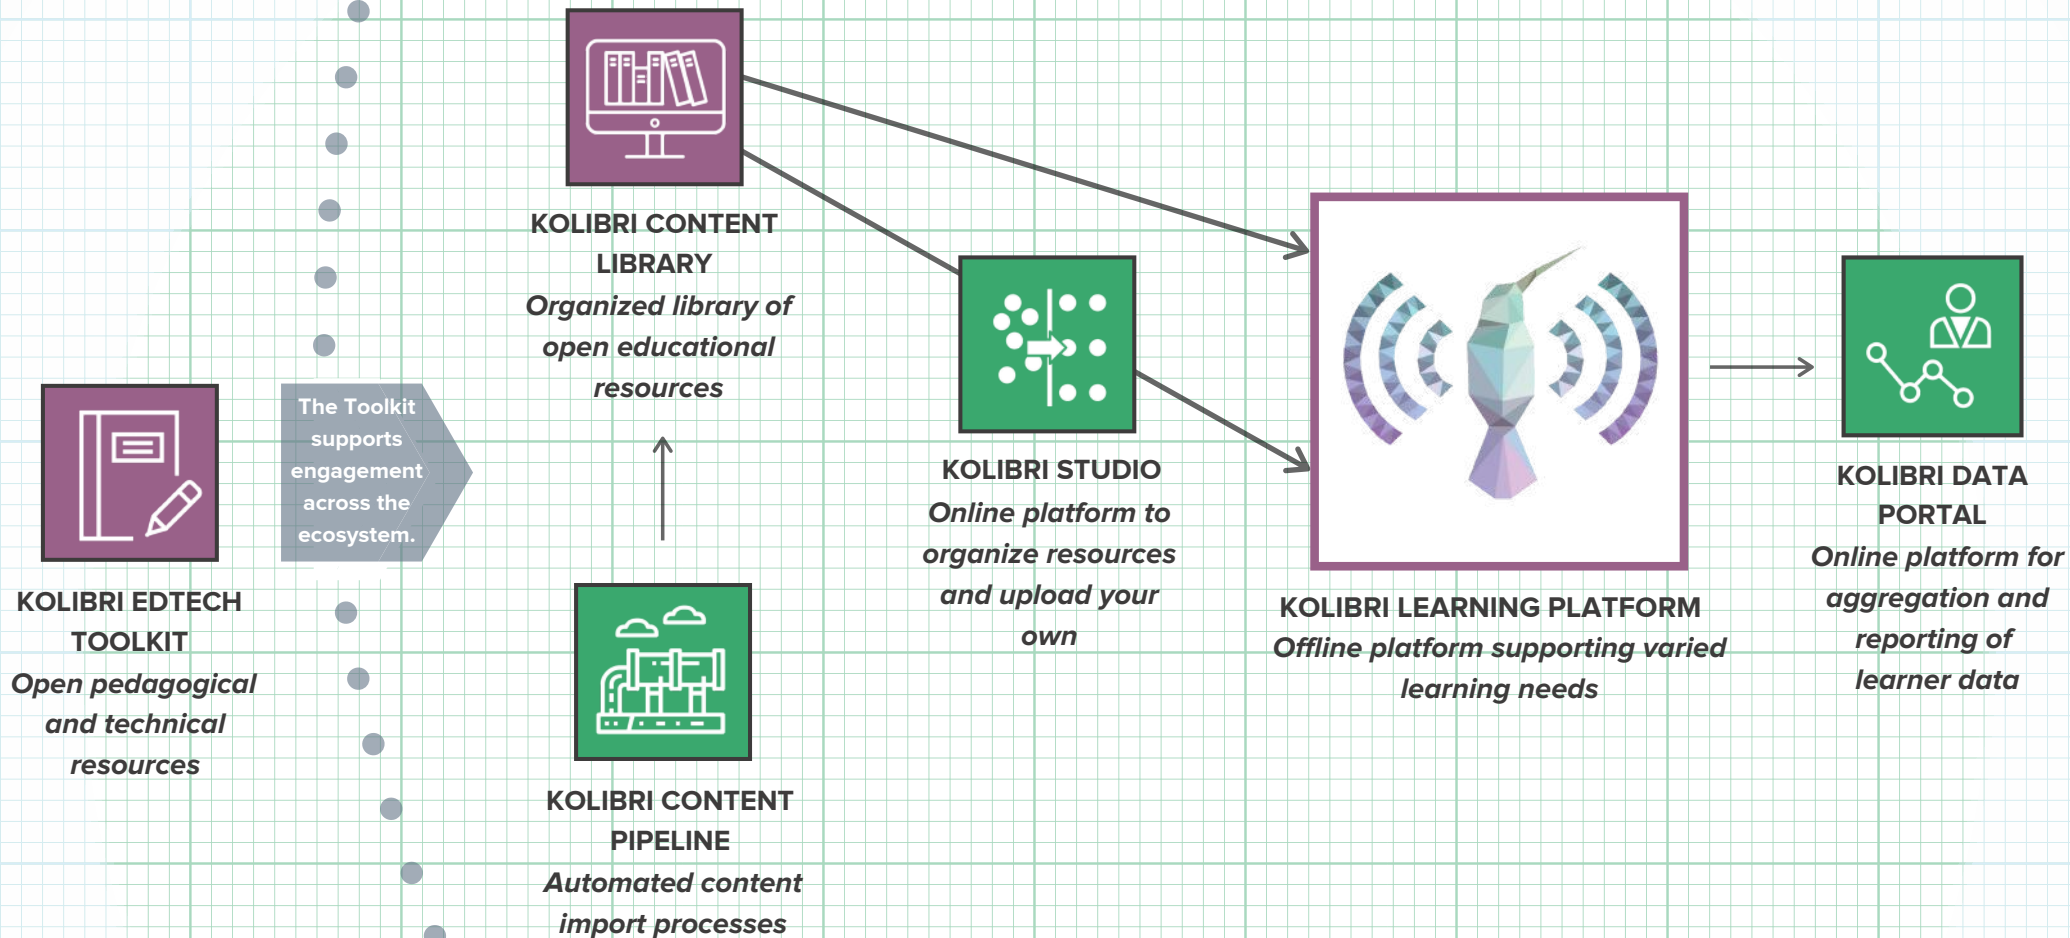 KOLIBRI EDTECH
TOOLKIT
Open pedagogical
and technical
resources
The Toolkit
supports
engagement
across the
ecosystem.
KOLIBRI CONTENT
LIBRARY
Organized library of
open educational
resources
KOLIBRI CONTENT
PIPELINE
Automated content
import processes
KOLIBRI STUDIO
Online platform to
organize resources
and upload your
own
KOLIBRI LEARNING PLATFORM
Offline platform supporting varied
learning needs
KOLIBRI DATA
PORTAL
Online platform for
aggregation and
reporting of
learner data